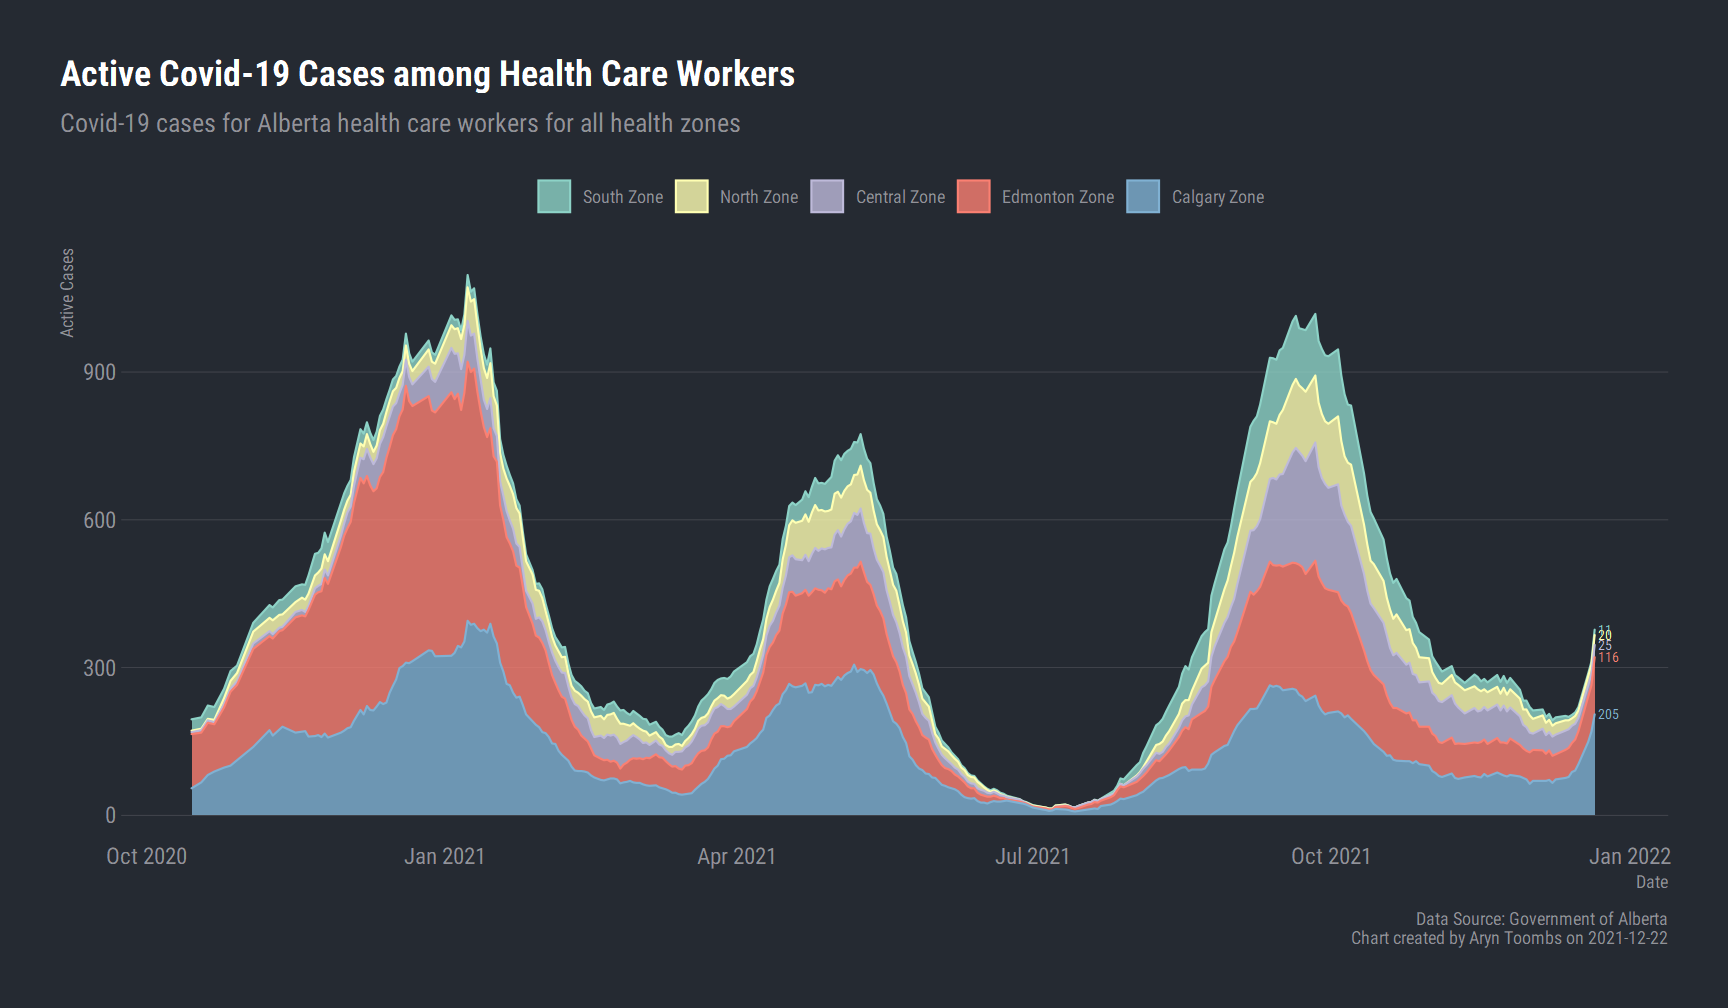 Active Covid-19 Cases among Health Care Workers
Covid-19 cases for Alberta health care workers for all health zones
South Zone North Zone Central Zone Edmonton Zone Calgary Zone
Active Cases
900
600
300
0
11
20
25
116
205
Oct 2020 Jan 2021 Apr 2021 Jul 2021 Oct 2021 Jan 2022
Date
Data Source: Government of Alberta
Chart created by Aryn Toombs on 2021-12-22